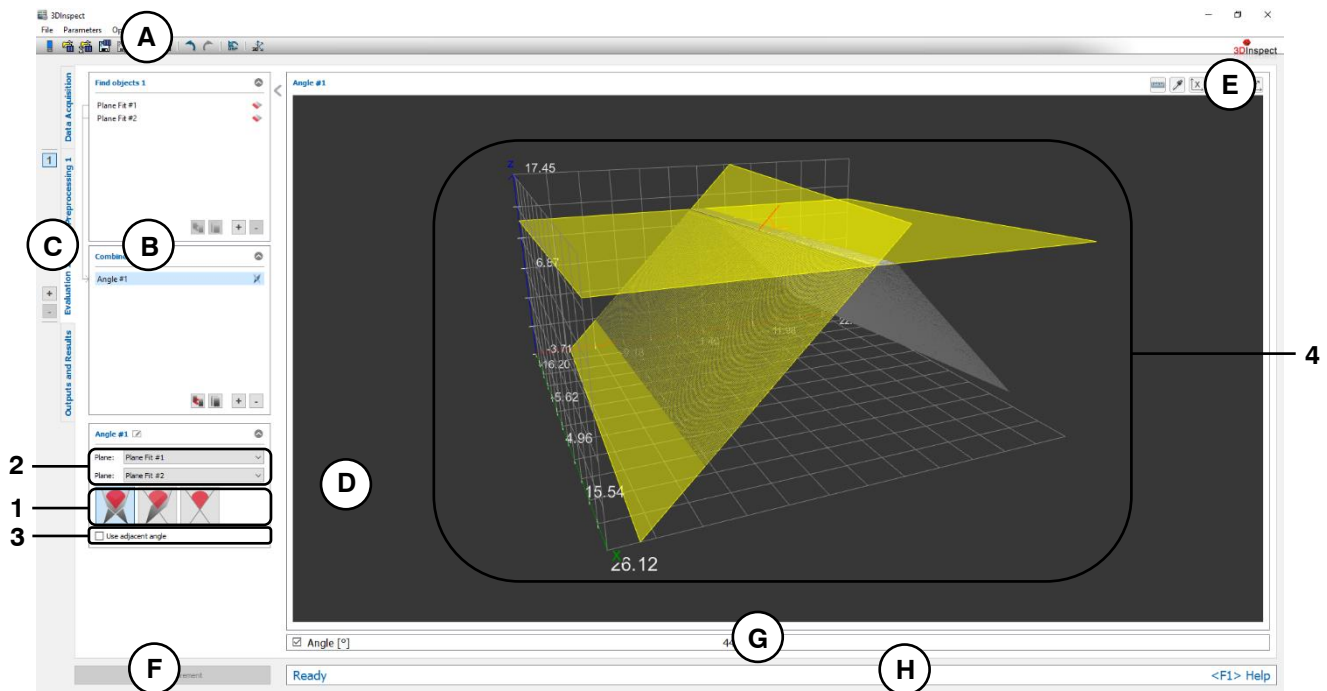 3DInspect
File Parameters
A
3DInspect
E
Data Acquisition
Preprocessing 1
Evaluation
Outputs and Results
1
C
+
-
Find objects 1
Plane Fit #1
Plane Fit #2
+ -
B
Angle #1
+ -
Angle #1
2
Plane: Plane Fit #1
Plane: Plane Fit #2
1
3
Use adjacent angle
F
Angle #1
Z
17.45
6.87
-3.71
-16.20
-5.62
4.96
15.54
X
26.12
-11.98
4
D
Angle [º]
G
H
Ready
<F1> Help